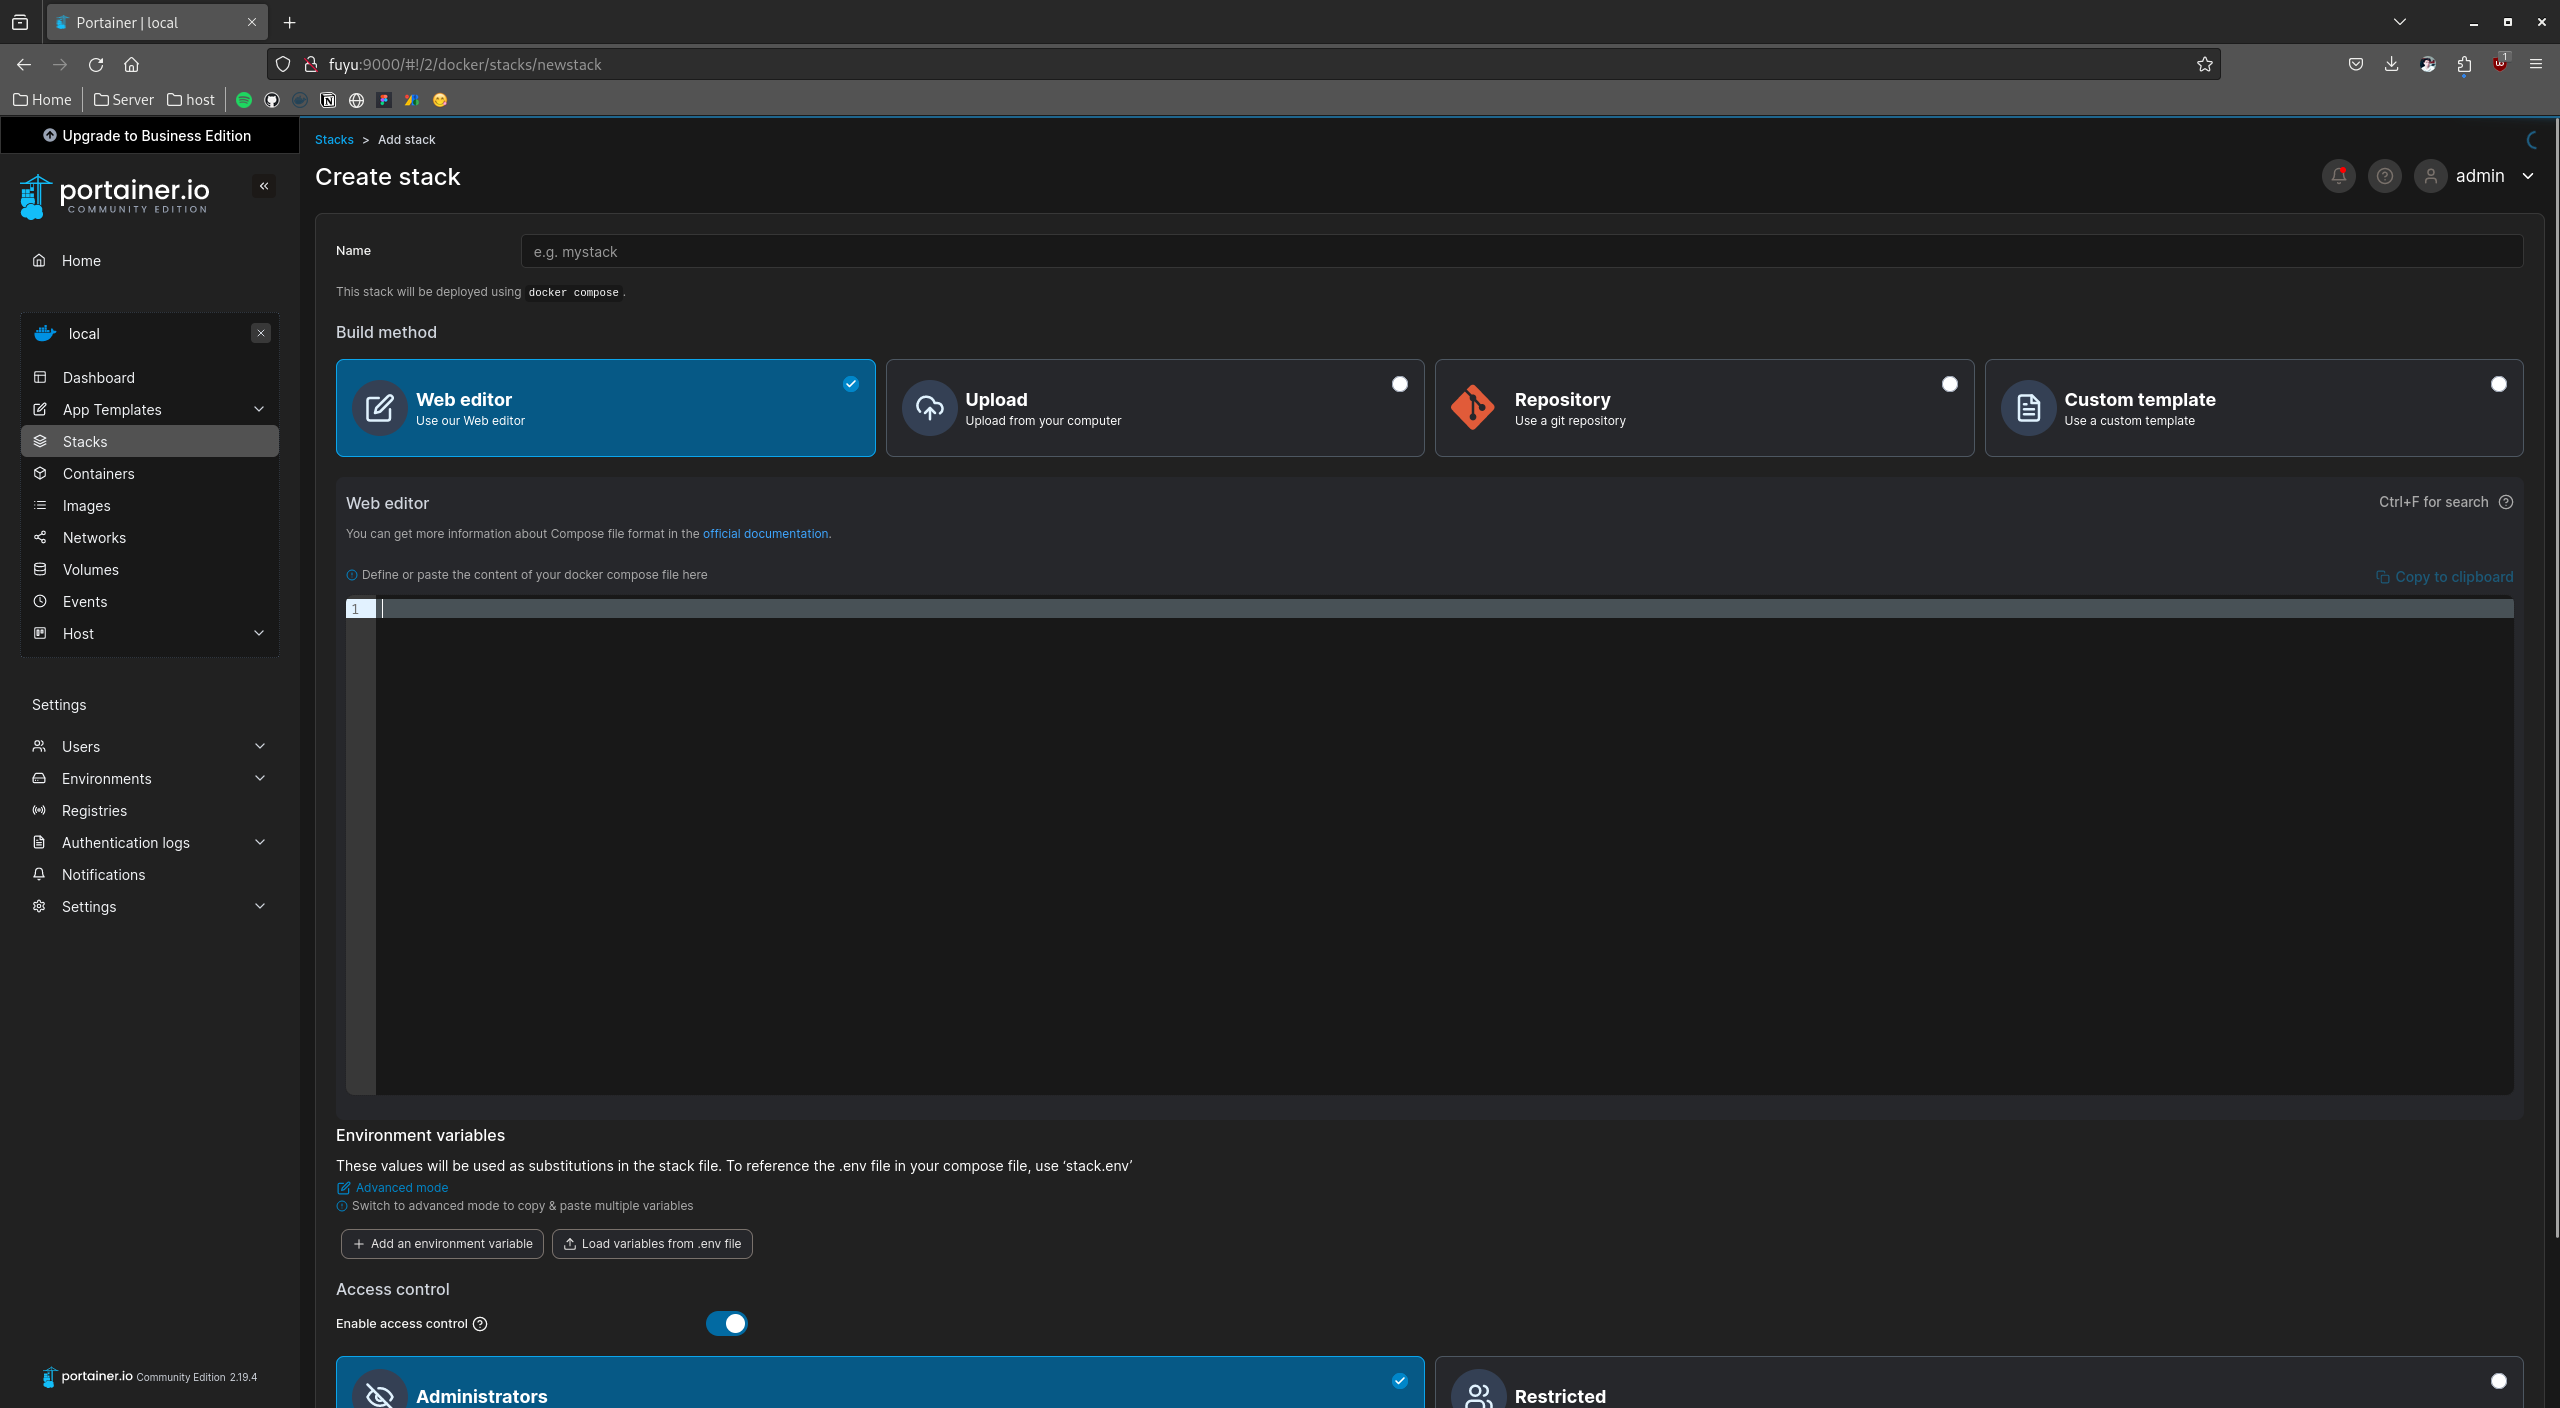 Portainer | local
fuyu:9000/#!/2/docker/stacks/newstack
1
Home
Server
host
Upgrade to Business Edition
portainer.io
COMMUNITY EDITION
Home
local
Dashboard
App Templates
Stacks
Containers
Images
Networks
Volumes
Events
Host
Settings
Users
Environments
Registries
Authentication logs
Notifications
Settings
portainer.io Community Edition 2.19.4
Stacks > Add stack
Create stack
admin
Name
e.g. mystack
This stack will be deployed using docker compose.
Build method
Web editor
Use our Web editor
Upload
Upload from your computer
Repository
Use a git repository
Custom template
Use a custom template
Web editor
Ctrl+F for search
You can get more information about Compose file format in the official documentation.
Define or paste the content of your docker compose file here
Copy to clipboard
1
Environment variables
These values will be used as substitutions in the stack file. To reference the .env file in your compose file, use ‘stack.env’
Advanced mode
Switch to advanced mode to copy & paste multiple variables
Add an environment variable
Load variables from .env file
Access control
Enable access control
Administrators
Restricted